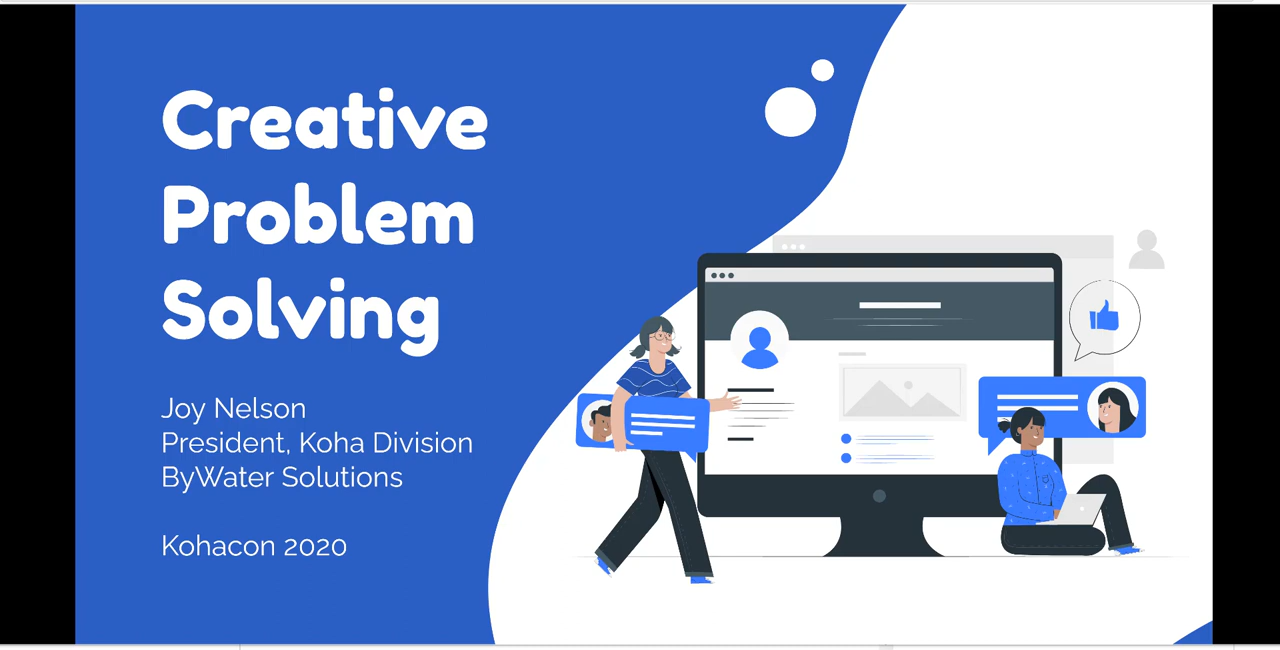 Creative
Problem
Solving
Joy Nelson
President, Koha Division
ByWater Solutions
Kohacon 2020